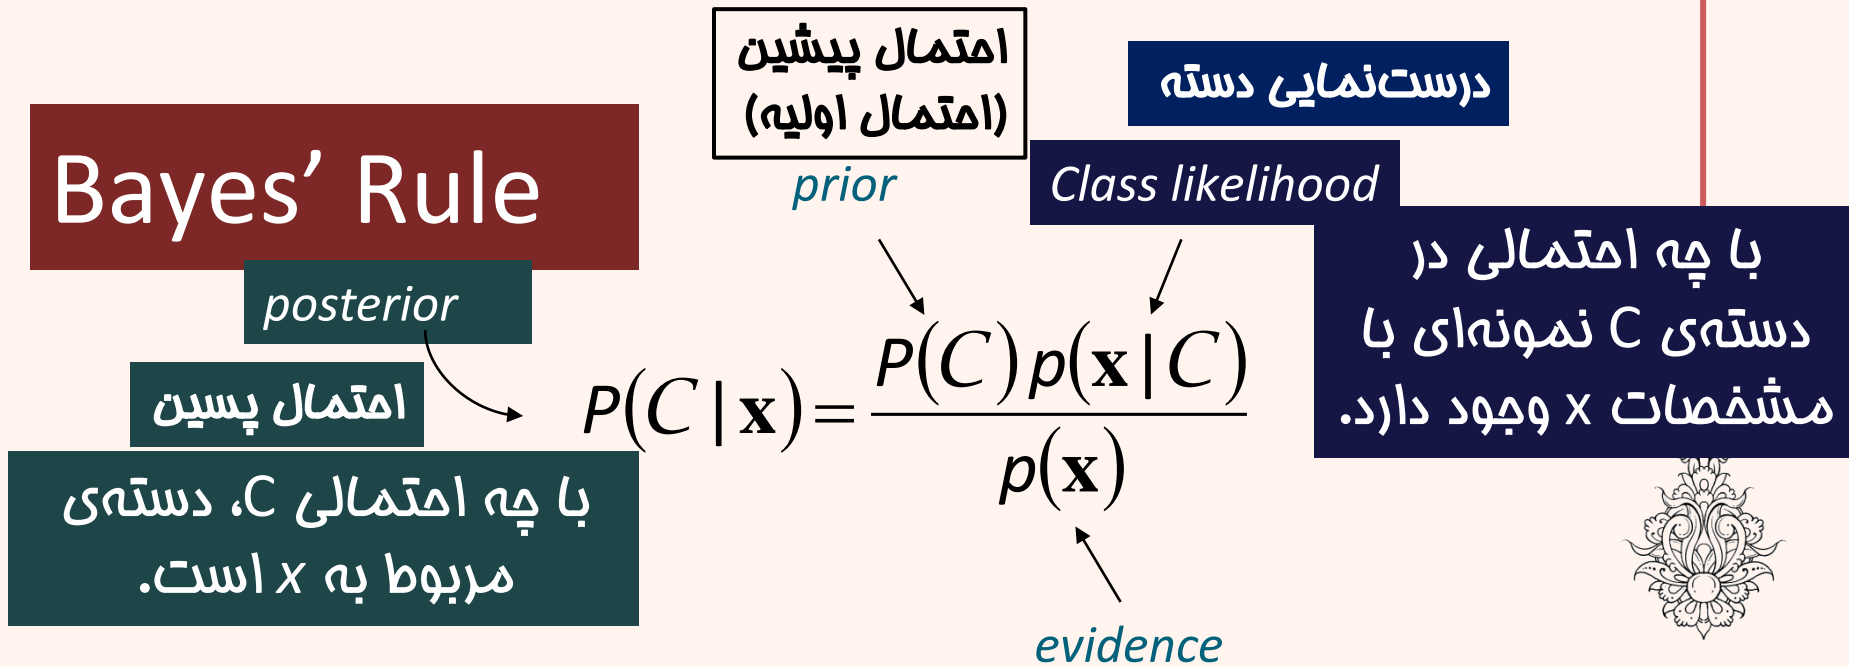 احتمال پیشین
(احتمال اولیه)
درست‌نمایی دسته
Bayes’ Rule
prior
Class likelihood
با چه احتمالی در
دسته‌ی C نمونه‌ای با
مشخصات x وجود دارد.
posterior
احتمال پسین
P(C | x) = P(C) p(x | C)
p(x)
با چه احتمالی C، دسته‌ی
مربوط به x است.
evidence